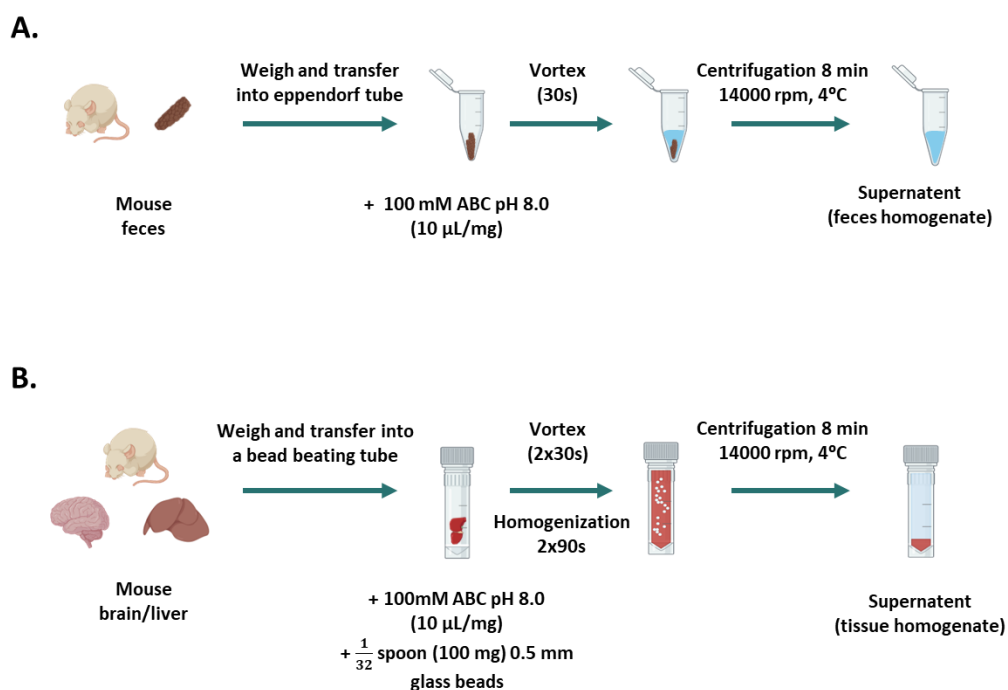 A.
Weigh and transfer
into eppendorf tube
Vortex
(30s)
Centrifugation 8 min
14000 rpm, 4°C
Mouse
feces
+ 100 mM ABC pH 8.0
(10 µL/mg)
Supernatent
(feces homogenate)
B.
Weigh and transfer into
a bead beating tube
Vortex
(2x30s)
Homogenization
2x90s
Centrifugation 8 min
14000 rpm, 4°C
Mouse
brain/liver
+ 100mM ABC pH 8.0
(10 µL/mg)
+ 1/32 spoon (100 mg) 0.5 mm
glass beads
Supernatent
(tissue homogenate)